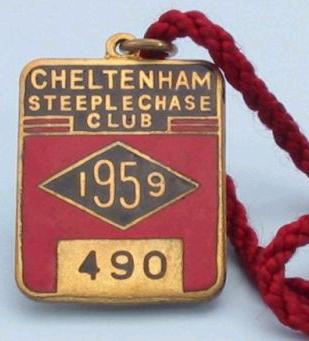 CHELTENHAM
STEEPLECHASE
CLUB
1959
490